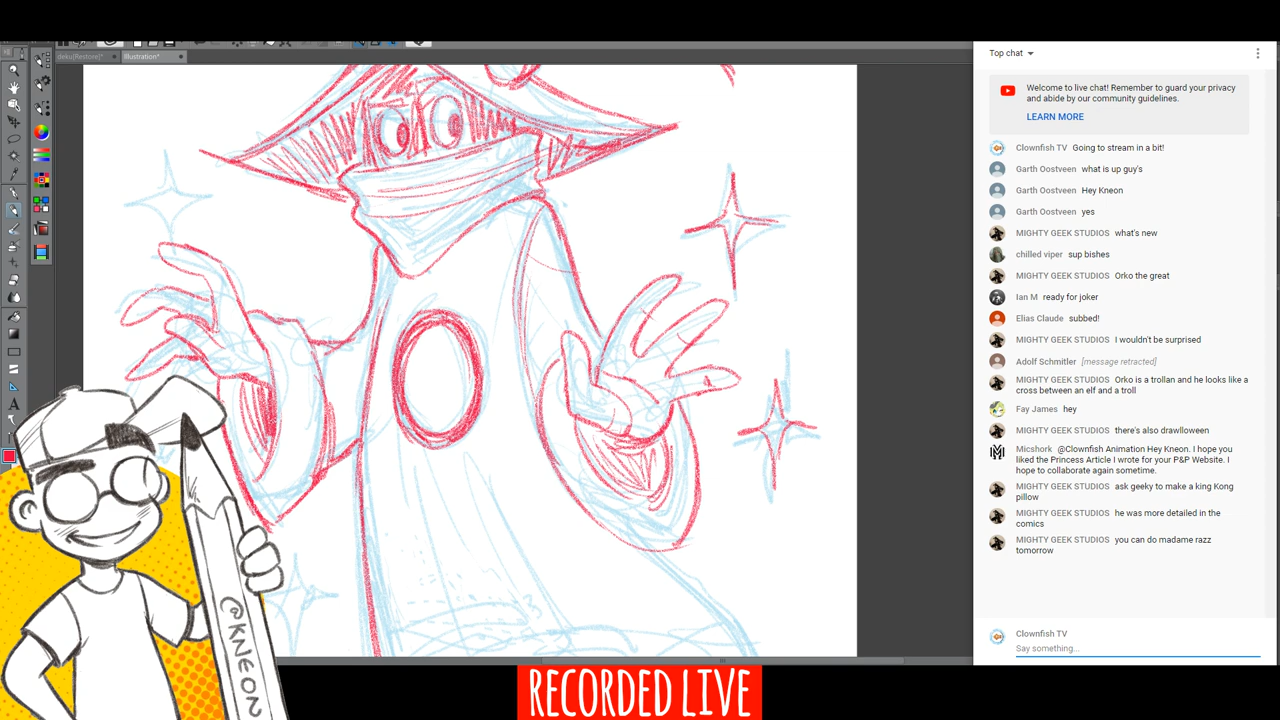 deku(Restore)*
Illustration*
Top chat
Welcome to live chat! Remember to guard your privacy
and abide by our community guidelines.
LEARN MORE
Clownfish TV Going to stream in a bit!
Garth Oostveen what is up guy's
Garth Oostveen Hey Kneon
Garth Oostveen yes
MIGHTY GEEK STUDIOS what's new
chilled viper sup bishes
MIGHTY GEEK STUDIOS Orko the great
Ian M ready for joker
Elias Claude subbed!
MIGHTY GEEK STUDIOS I wouldn't be surprised
Adolf Schmitler [message retracted]
MIGHTY GEEK STUDIOS Orko is a trollan and he looks like a
cross between an elf and a troll
Fay James hey
MIGHTY GEEK STUDIOS there's also drawlloween
Micshork @Clownfish Animation Hey Kneon. I hope you
liked the Princess Article I wrote for your P&P Website. I
hope to collaborate again sometime.
MIGHTY GEEK STUDIOS ask geeky to make a king Kong
pillow
MIGHTY GEEK STUDIOS he was more detailed in the
comics
MIGHTY GEEK STUDIOS you can do madame razz
tomorrow
Clownfish TV
Say something...
@KNEON
RECORDED LIVE